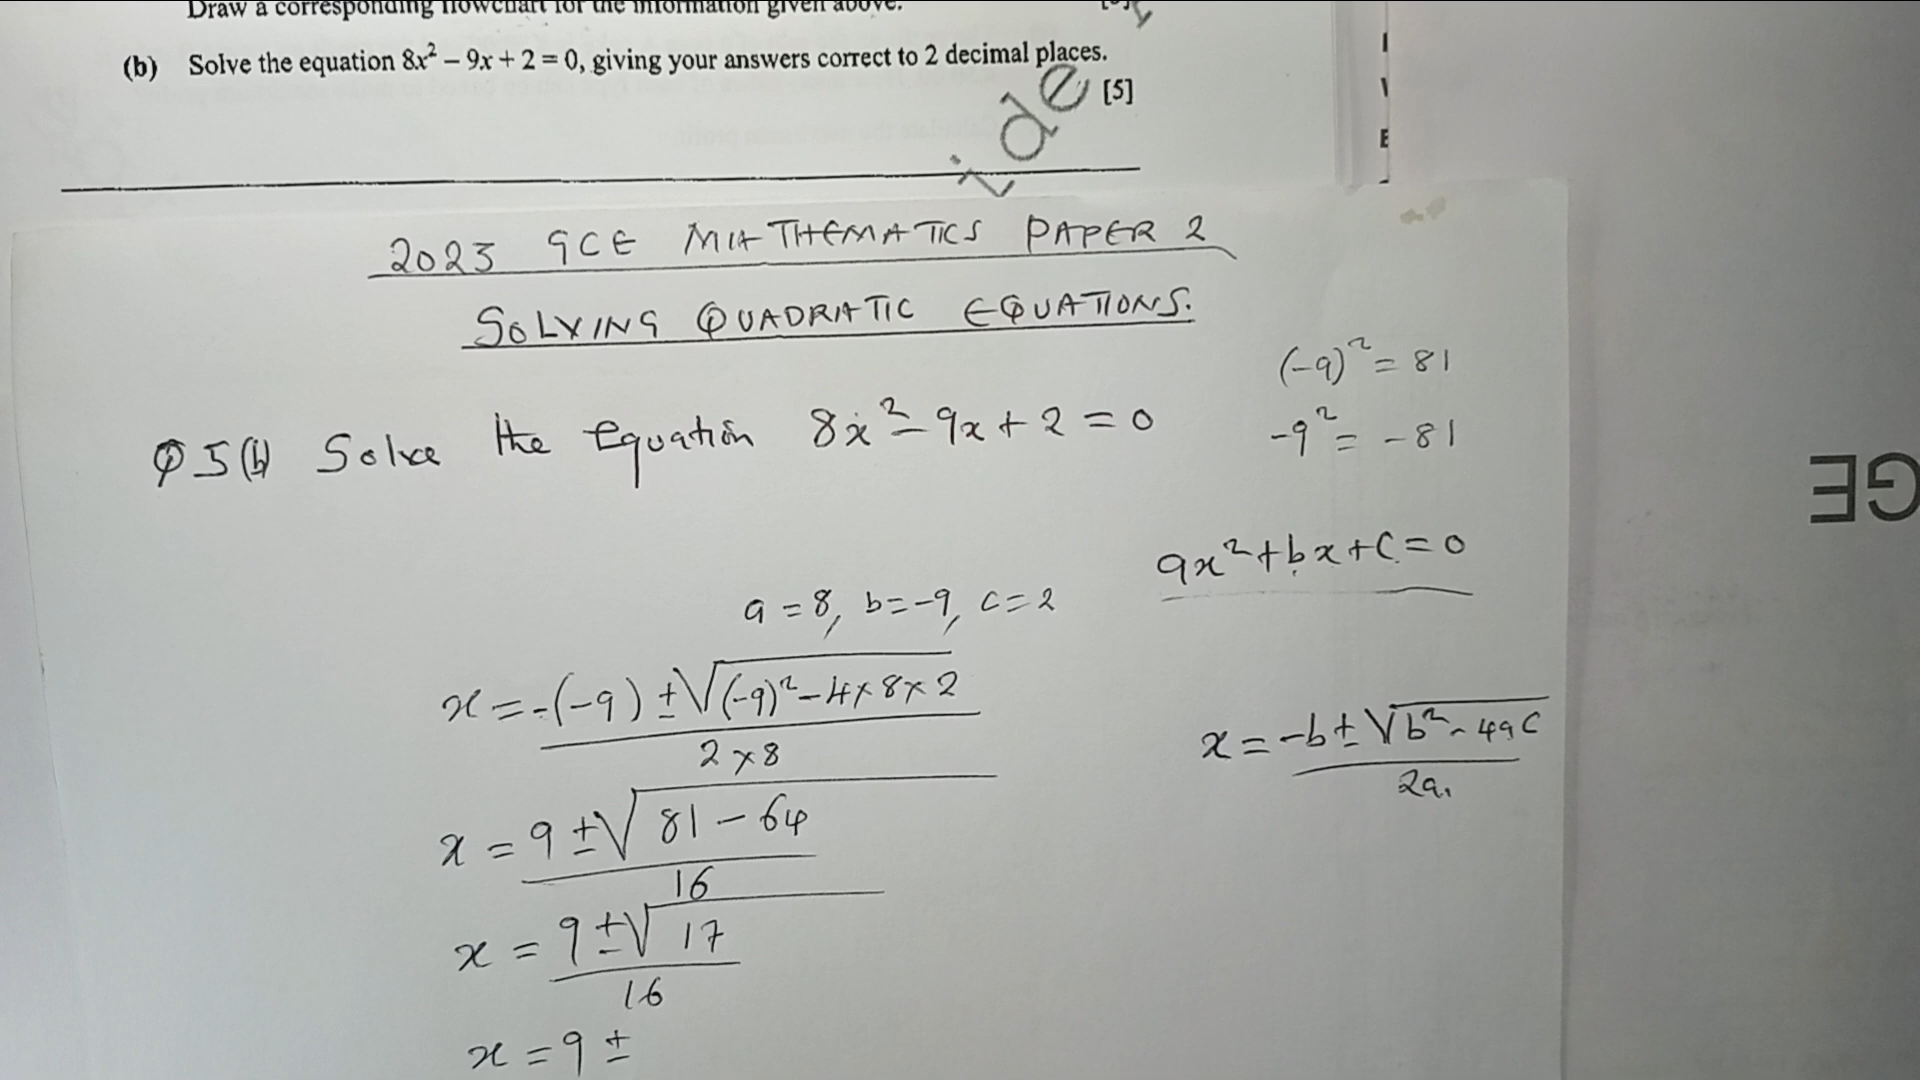 Draw a corresponding flowchart for the information given above.
(b) Solve the equation 8x² – 9x + 2 = 0, giving your answers correct to 2 decimal places.
[5]
ide
2023 GCE MATHEMATICS PAPER 2
SOLVING QUADRATIC EQUATIONS.
(-9)² = 81
-9² = -81
Q5(b) Solve the Equation 8x² - 9x + 2 = 0
ax² + bx + c = 0
a = 8, b = -9, c = 2
x = -(-9) ± √(-9)² - 4 x 8 x 2
2 x 8
x = -b ± √b² - 4ac
2a.
x = 9 ± √81 - 64
16
x = 9 ± √17
16
x = 9 ±
GE